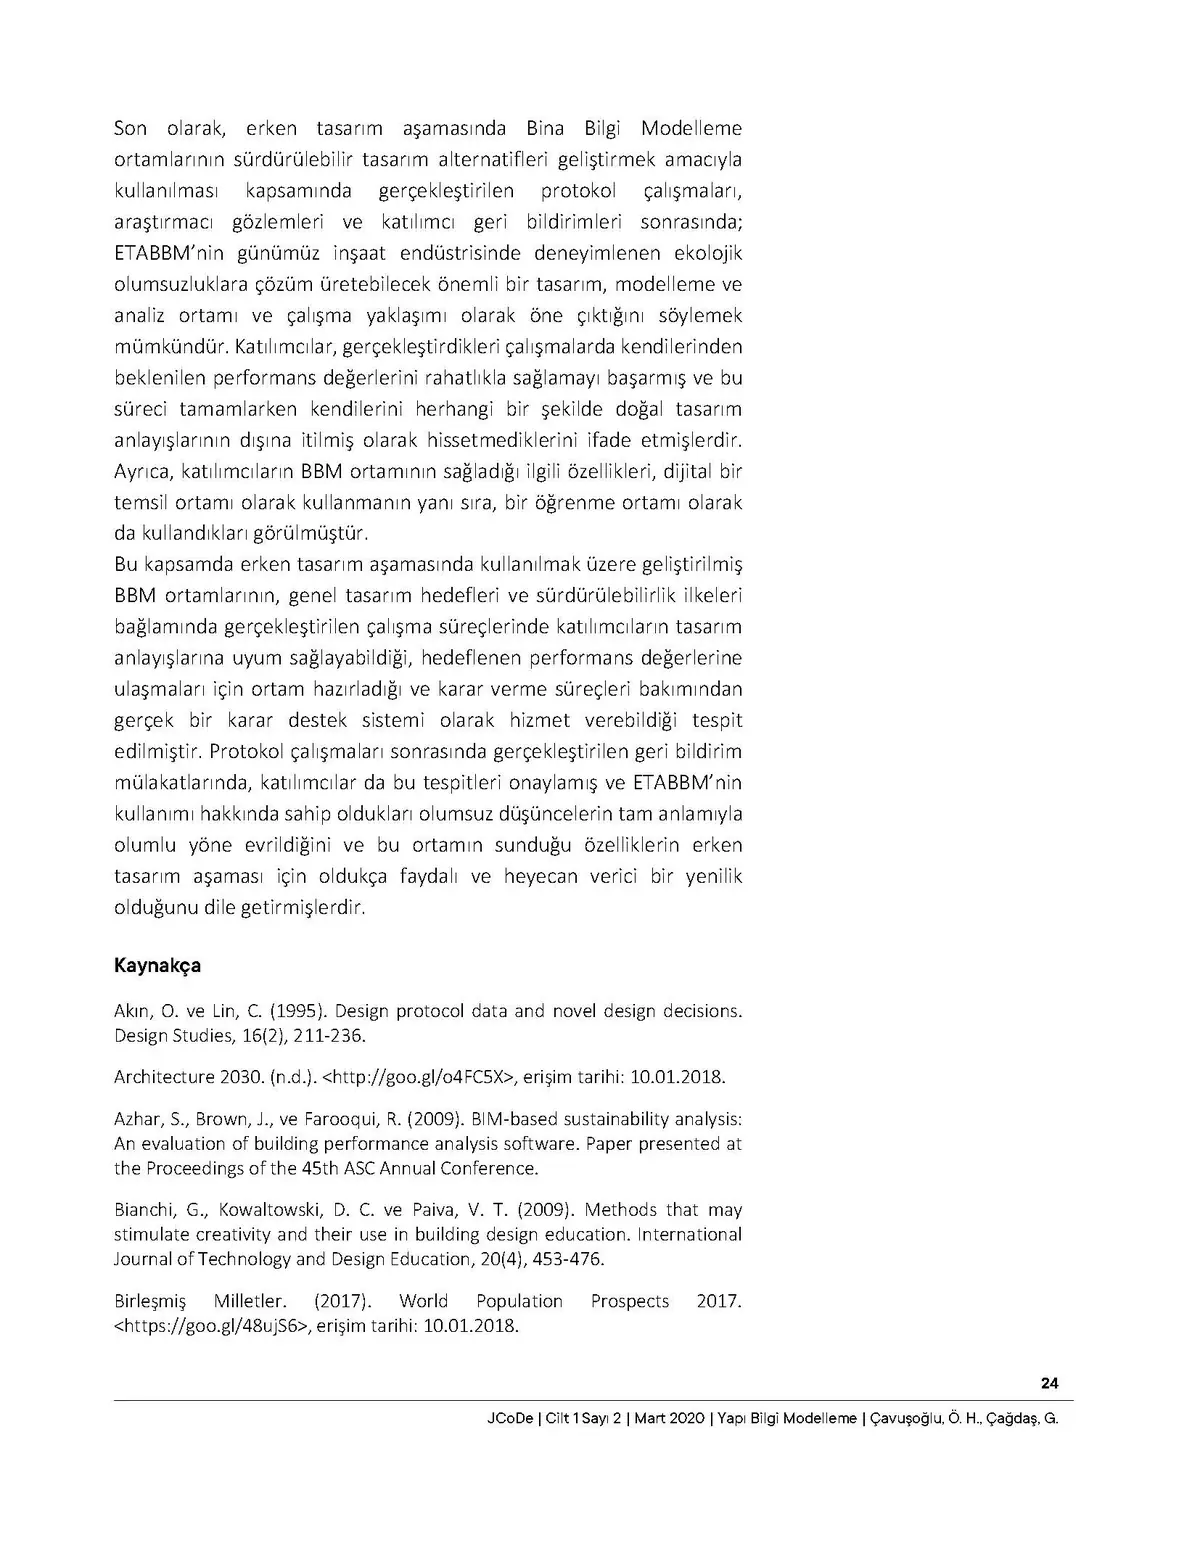 Son olarak, erken tasarım aşamasında Bina Bilgi Modelleme
ortamlarının sürdürülebilir tasarım alternatifleri geliştirmek amacıyla
kullanılması kapsamında gerçekleştirilen protokol çalışmaları,
araştırmacı gözlemleri ve katılımcı geri bildirimleri sonrasında;
ETABBM'nin günümüz inşaat endüstrisinde deneyimlenen ekolojik
olumsuzluklara çözüm üretebilecek önemli bir tasarım, modelleme ve
analiz ortamı ve çalışma yaklaşımı olarak öne çıktığını söylemek
mümkündür. Katılımcılar, gerçekleştirdikleri çalışmalarda kendilerinden
beklenilen performans değerlerini rahatlıkla sağlamayı başarmış ve bu
süreci tamamlarken kendilerini herhangi bir şekilde doğal tasarım
anlayışlarının dışına itilmiş olarak hissetmediklerini ifade etmişlerdir.
Ayrıca, katılımcıların BBM ortamının sağladığı ilgili özellikleri, dijital bir
temsil ortamı olarak kullanmanın yanı sıra, bir öğrenme ortamı olarak
da kullandıkları görülmüştür.
Bu kapsamda erken tasarım aşamasında kullanılmak üzere geliştirilmiş
BBM ortamlarının, genel tasarım hedefleri ve sürdürülebilirlik ilkeleri
bağlamında gerçekleştirilen çalışma süreçlerinde katılımcıların tasarım
anlayışlarına uyum sağlayabildiği, hedeflenen performans değerlerine
ulaşmaları için ortam hazırladığı ve karar verme süreçleri bakımından
gerçek bir karar destek sistemi olarak hizmet verebildiği tespit
edilmiştir. Protokol çalışmaları sonrasında gerçekleştirilen geri bildirim
mülakatlarında, katılımcılar da bu tespitleri onaylamış ve ETABBM'nin
kullanımı hakkında sahip oldukları olumsuz düşüncelerin tam anlamıyla
olumlu yöne evrildiğini ve bu ortamın sunduğu özelliklerin erken
tasarım aşaması için oldukça faydalı ve heyecan verici bir yenilik
olduğunu dile getirmişlerdir.
Kaynakça
Akın, O. ve Lin, C. (1995). Design protocol data and novel design decisions.
Design Studies, 16(2), 211-236.
Architecture 2030. (n.d.). <http://goo.gl/o4FC5X>, erişim tarihi: 10.01.2018.
Azhar, S., Brown, J., ve Farooqui, R. (2009). BIM-based sustainability analysis:
An evaluation of building performance analysis software. Paper presented at
the Proceedings of the 45th ASC Annual Conference.
Bianchi, G., Kowaltowski, D. C. ve Paiva, V. T. (2009). Methods that may
stimulate creativity and their use in building design education. International
Journal of Technology and Design Education, 20(4), 453-476.
Birleşmiş Milletler. (2017). World Population Prospects 2017.
<https://goo.gl/48ujS6>, erişim tarihi: 10.01.2018.
24
JCoDe | Cilt 1 Sayı 2 | Mart 2020 | Yapı Bilgi Modelleme | Çavuşoğlu, Ö. H., Çağdaş, G.